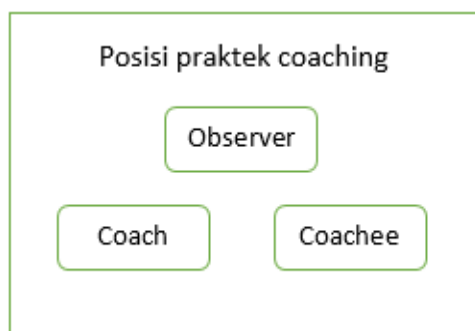 Posisi praktek coaching
Observer
Coach
Coachee